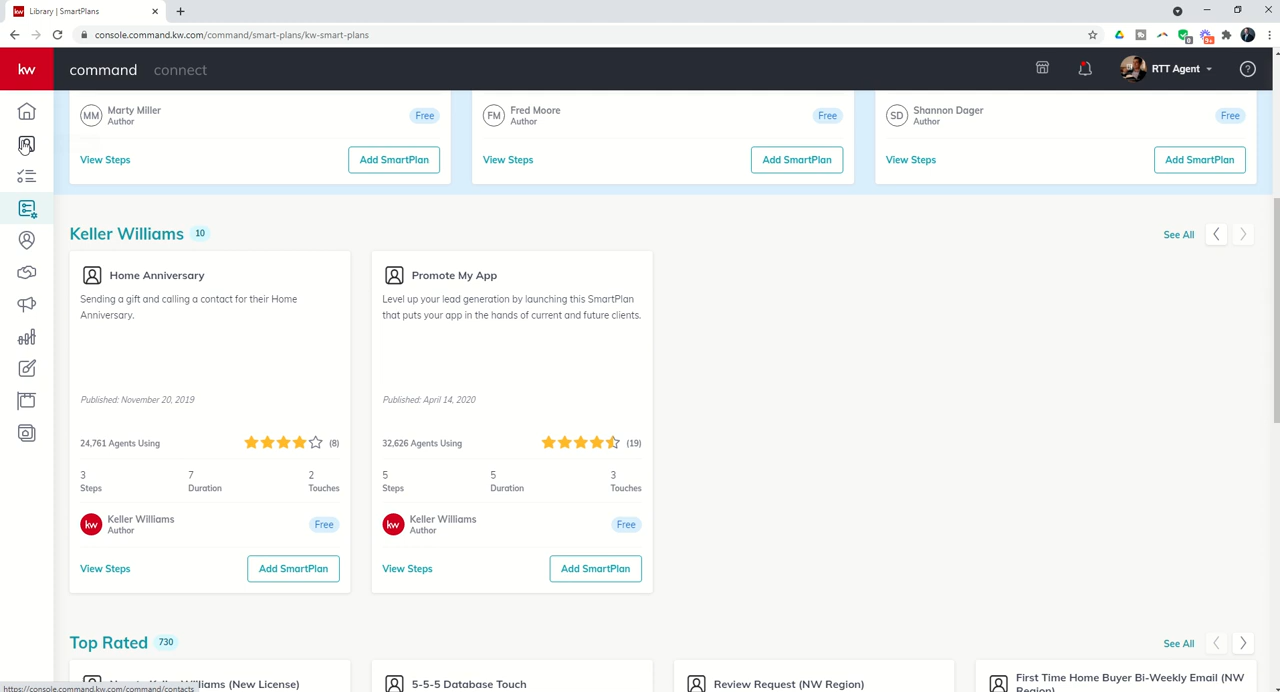 kw Library | SmartPlans
console.command.kw.com/command/smart-plans/kw-smart-plans
kw command connect RTT Agent
MM Marty Miller
Author
Free
FM Fred Moore
Author
Free
SD Shannon Dager
Author
Free
View Steps Add SmartPlan
View Steps Add SmartPlan
View Steps Add SmartPlan
Keller Williams 10 See All
Home Anniversary
Sending a gift and calling a contact for their Home
Anniversary.
Published: November 20, 2019
24,761 Agents Using (8)
3 7 2
Steps Duration Touches
kw Keller Williams
Author
Free
View Steps Add SmartPlan
Promote My App
Level up your lead generation by launching this SmartPlan
that puts your app in the hands of current and future clients.
Published: April 14, 2020
32,626 Agents Using (19)
5 5 3
Steps Duration Touches
kw Keller Williams
Author
Free
View Steps Add SmartPlan
Top Rated 730 See All
Keller Williams (New License)
5-5-5 Database Touch
Review Request (NW Region)
First Time Home Buyer Bi-Weekly Email (NW
Region)
https://console.command.kw.com/command/contacts